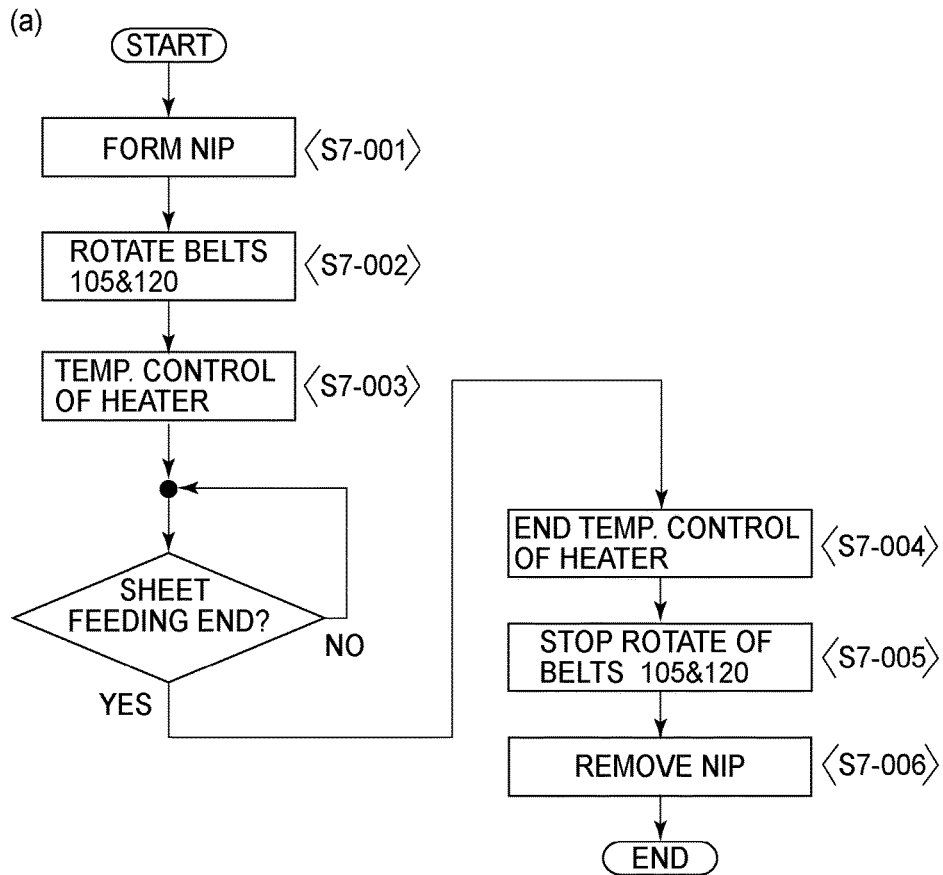 (a)
START
FORM NIP
〈S7-001〉
ROTATE BELTS
105&120
〈S7-002〉
TEMP. CONTROL
OF HEATER
〈S7-003〉
SHEET
FEEDING END?
NO
YES
END TEMP. CONTROL
OF HEATER
〈S7-004〉
STOP ROTATE OF
BELTS 105&120
〈S7-005〉
REMOVE NIP
〈S7-006〉
END